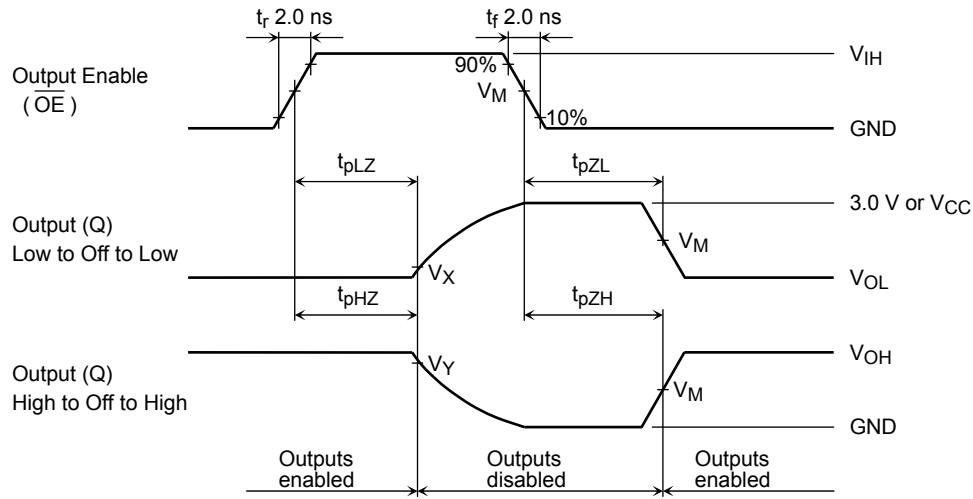 tr 2.0 ns
tf 2.0 ns
Output Enable
( OE )
90%
VM
10%
VIH
GND
tpLZ
tpZL
Output (Q)
Low to Off to Low
VX
VM
3.0 V or VCC
VOL
tpHZ
tpZH
Output (Q)
High to Off to High
VY
VM
VOH
GND
Outputs
enabled
Outputs
disabled
Outputs
enabled